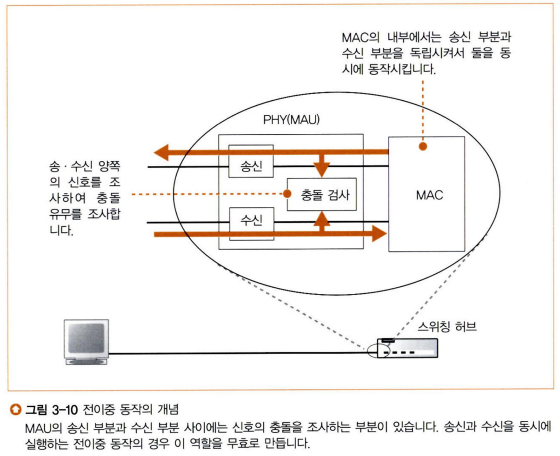 MAC의 내부에서는 송신 부분과
수신 부분을 독립시켜서 둘을 동
시에 동작시킵니다.
PHY(MAU)
송신
송·수신 양쪽
의 신호를 조
사하여 충돌
유무를 조사합
니다.
충돌 검사
MAC
수신
스위칭 허브
그림 3-10 전이중 동작의 개념
MAU의 송신 부분과 수신 부분 사이에는 신호의 충돌을 조사하는 부분이 있습니다. 송신과 수신을 동시에
실행하는 전이중 동작의 경우 이 역할을 무효로 만듭니다.